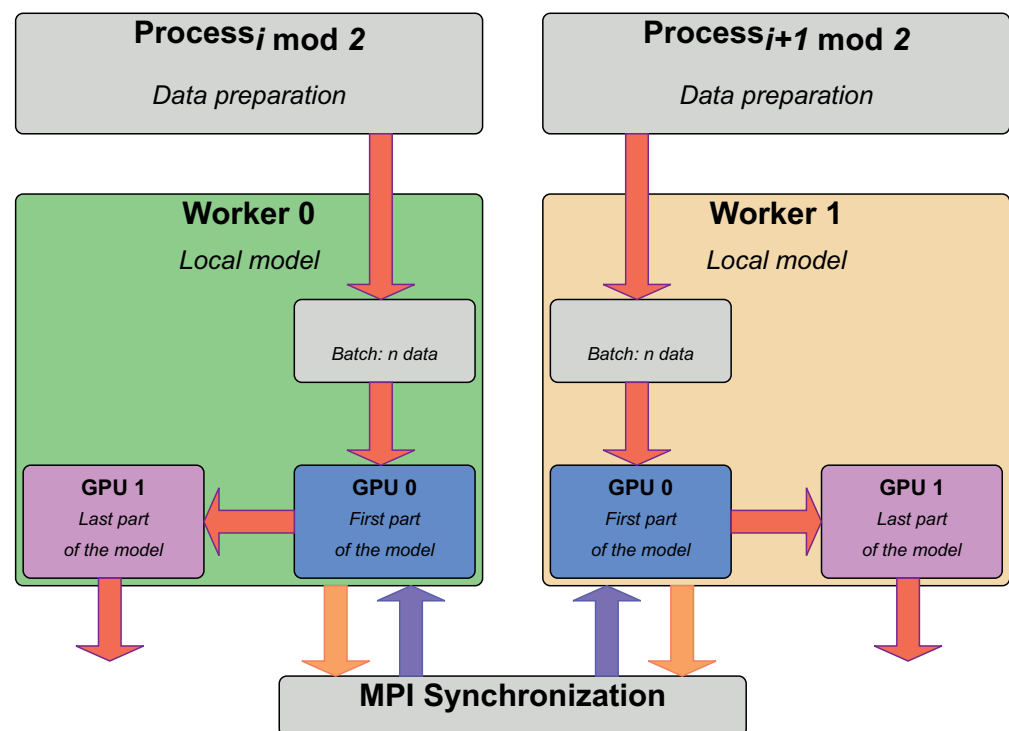 Process i mod 2
Data preparation
Process i+1 mod 2
Data preparation
Worker 0
Local model
Batch: n data
GPU 1
Last part
of the model
GPU 0
First part
of the model
Worker 1
Local model
Batch: n data
GPU 0
First part
of the model
GPU 1
Last part
of the model
MPI Synchronization